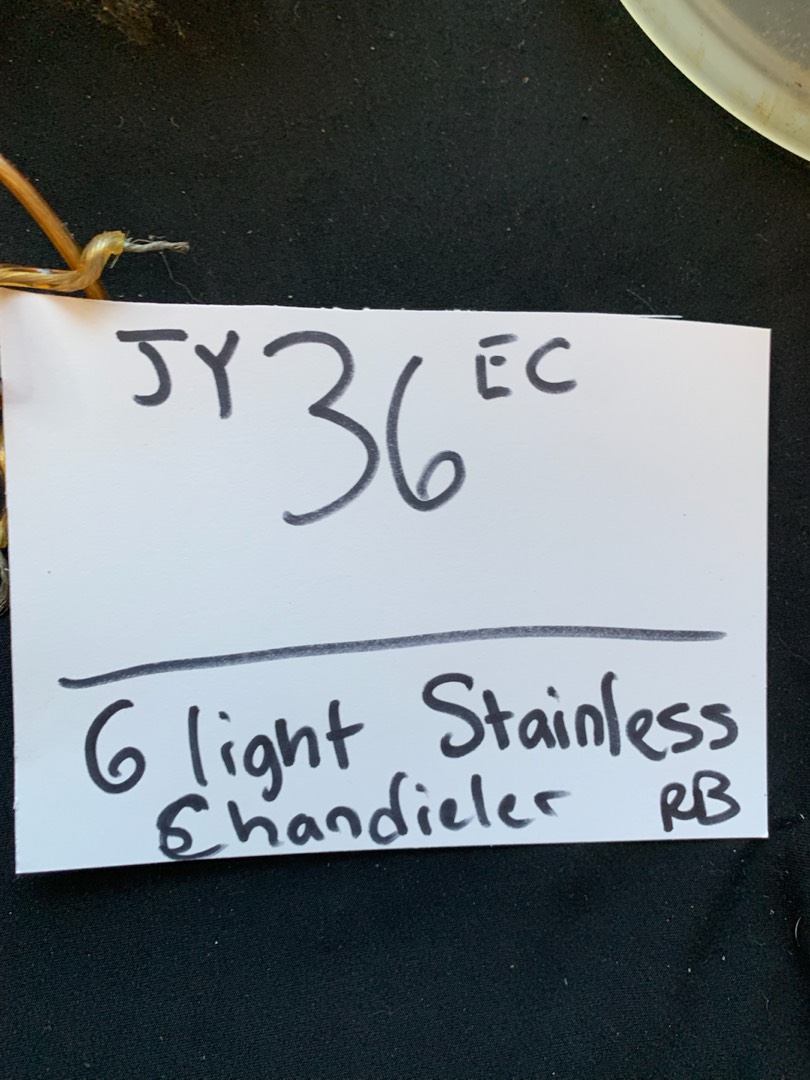 JY 36 EC
6 light Stainless
Chandieler RB